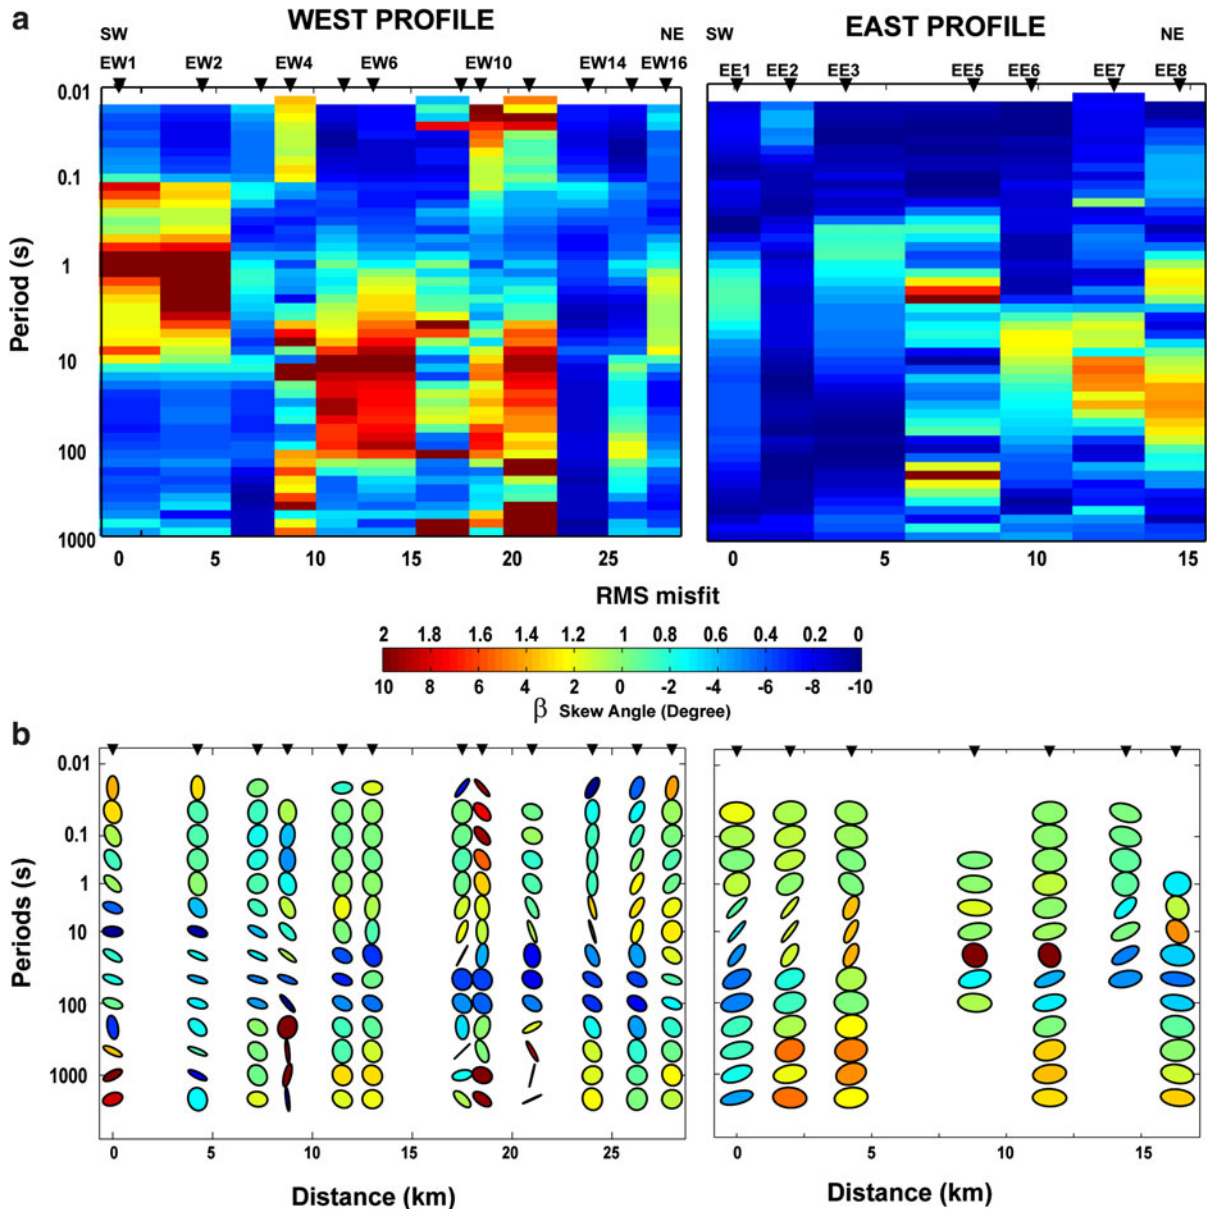 a
WEST PROFILE
EAST PROFILE
SW
NE
SW
NE
EW1 EW2 EW4 EW6 EW10 EW14 EW16
EE1 EE2 EE3 EE5 EE6 EE7 EE8
Period (s)
0.01
0.1
1
10
100
1000
0 5 10 15 20 25
0 5 10 15
RMS misfit
2 1.8 1.6 1.4 1.2 1 0.8 0.6 0.4 0.2 0
10 8 6 4 2 0 -2 -4 -6 -8 -10
β Skew Angle (Degree)
b
Periods (s)
0.01
0.1
1
10
100
1000
0 5 10 15 20 25
0 5 10 15
Distance (km)
Distance (km)